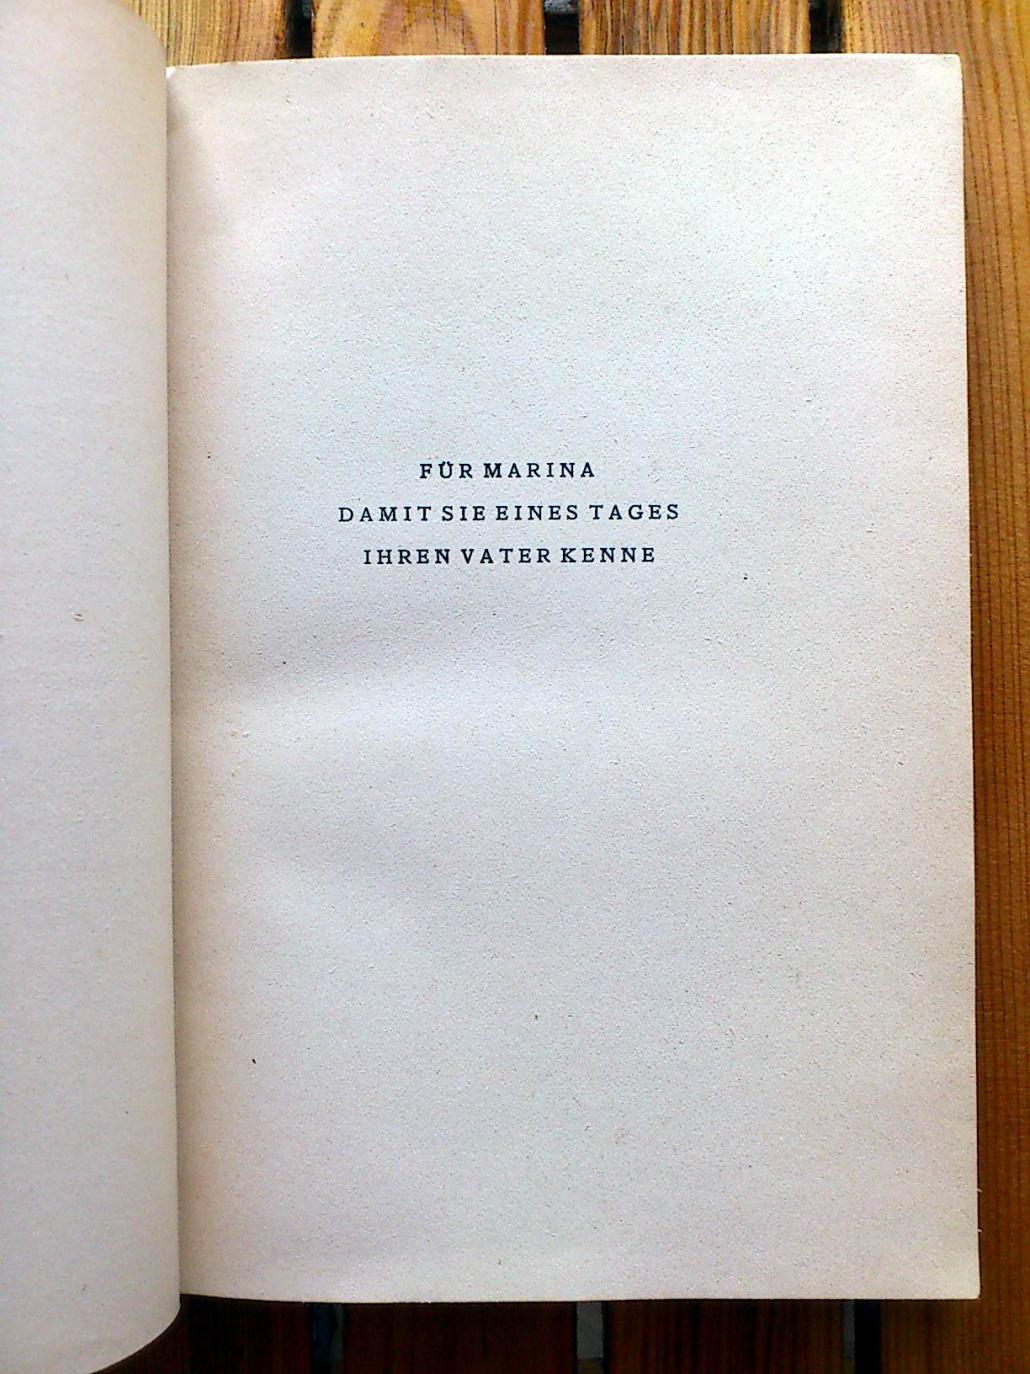 FÜR MARINA
DAMIT SIE EINES TAGES
IHREN VATER KENNE